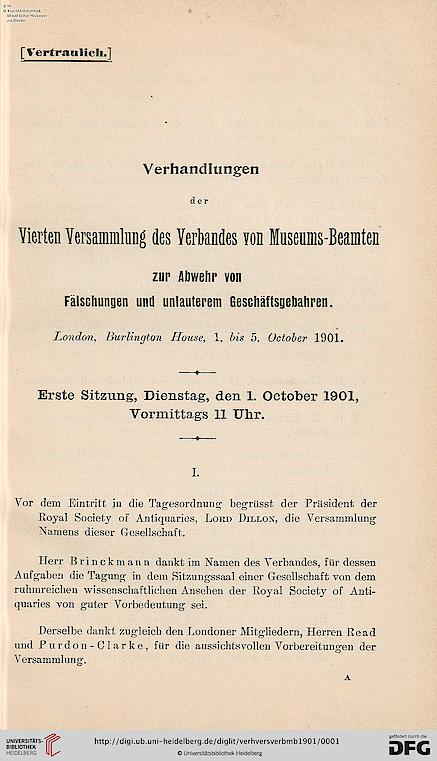 © Kunstbibliothek
Staatliche Museen
zu Berlin
[Vertraulich.]
Verhandlungen
der
Vierten Versammlung des Verbandes von Museums-Beamten
zur Abwehr von
Fälschungen und unlauterem Geschäftsgebahren.
London, Burlington House, 1. bis 5. October 1901.
Erste Sitzung, Dienstag, den 1. October 1901,
Vormittags 11 Uhr.
I.
Vor dem Eintritt in die Tagesordnung begrüsst der Präsident der
Royal Society of Antiquaries, Lord Dillon, die Versammlung
Namens dieser Gesellschaft.
Herr Brinckmann dankt im Namen des Verbandes, für dessen
Aufgaben die Tagung in dem Sitzungssaal einer Gesellschaft von dem
ruhmreichen wissenschaftlichen Ansehen der Royal Society of Anti-
quaries von guter Vorbedeutung sei.
Derselbe dankt zugleich den Londoner Mitgliedern, Herren Read
und Purdon-Clarke, für die aussichtsvollen Vorbereitungen der
Versammlung.
A
UNIVERSITÄTS-
BIBLIOTHEK
HEIDELBERG
http://digi.ub.uni-heidelberg.de/diglit/verhversverbmb1901/0001
© Universitätsbibliothek Heidelberg
gefördert durch die
DFG